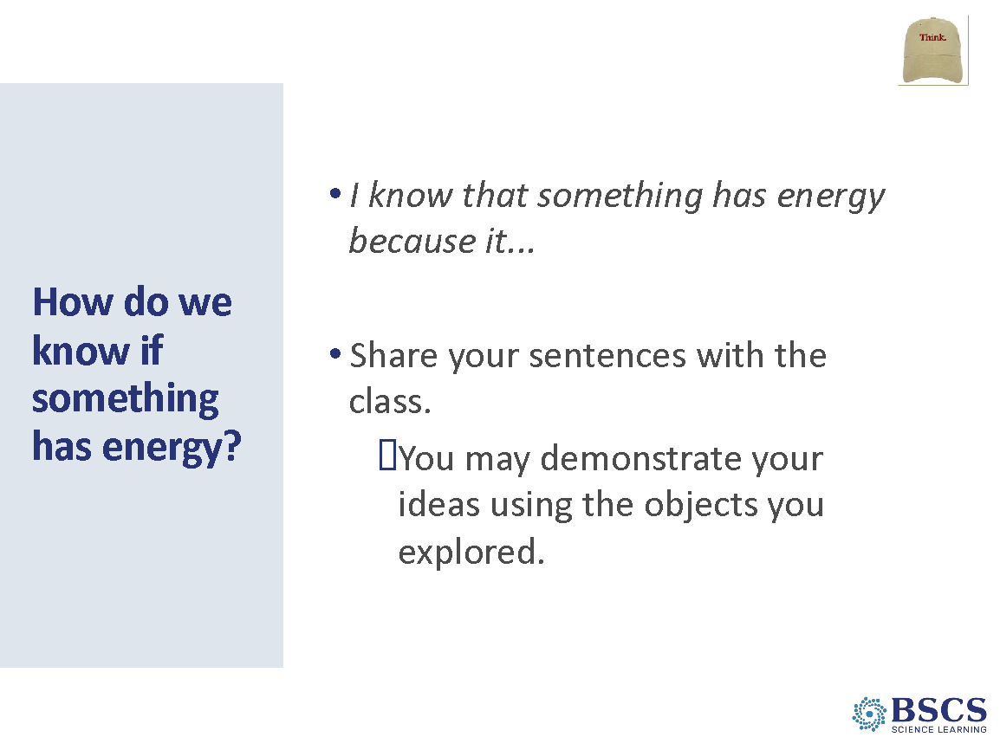 Think.
How do we
know if
something
has energy?
• I know that something has energy
because it...
• Share your sentences with the
class.
You may demonstrate your
ideas using the objects you
explored.
BSCS
SCIENCE LEARNING